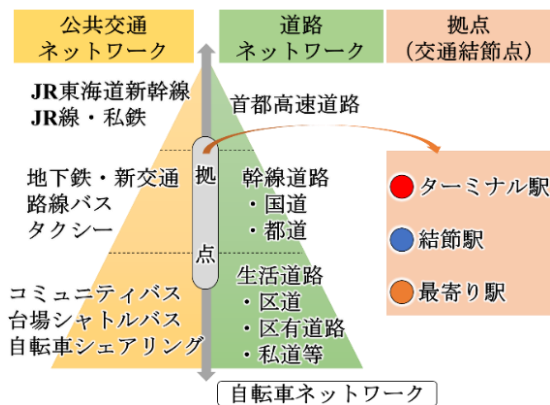 公共交通
ネットワーク
道路
ネットワーク
拠点
（交通結節点）
JR東海道新幹線
JR線・私鉄
首都高速道路
地下鉄・新交通
路線バス
タクシー
拠
点
幹線道路
・国道
・都道
ターミナル駅
結節駅
最寄り駅
コミュニティバス
台場シャトルバス
自転車シェアリング
生活道路
・区道
・区有道路
・私道等
自転車ネットワーク